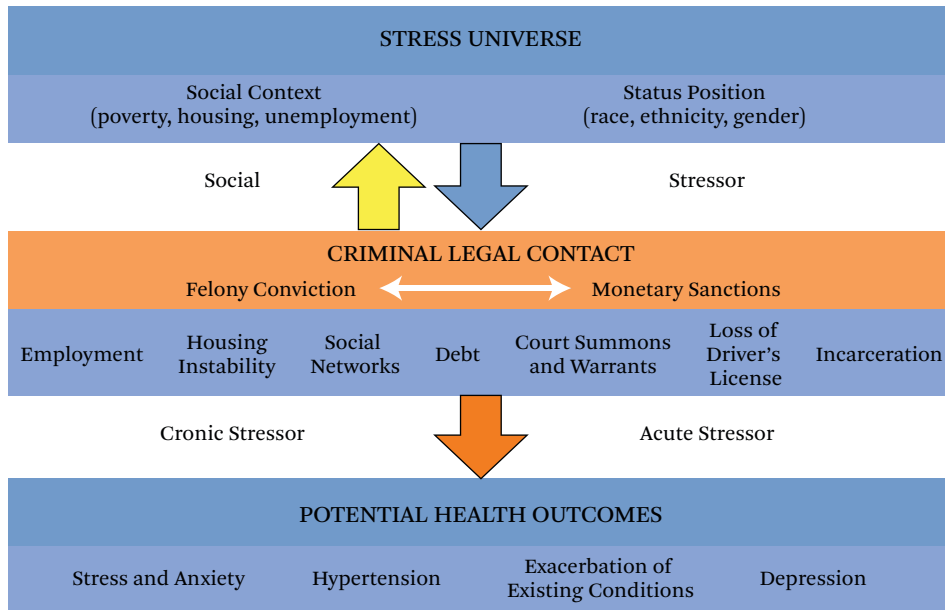 STRESS UNIVERSE
Social Context
(poverty, housing, unemployment)
Status Position
(race, ethnicity, gender)
Social
Stressor
CRIMINAL LEGAL CONTACT
Felony Conviction
Monetary Sanctions
Employment
Housing
Instability
Social
Networks
Debt
Court Summons
and Warrants
Loss of
Driver's
License
Incarceration
Cronic Stressor
Acute Stressor
POTENTIAL HEALTH OUTCOMES
Stress and Anxiety
Hypertension
Exacerbation of
Existing Conditions
Depression